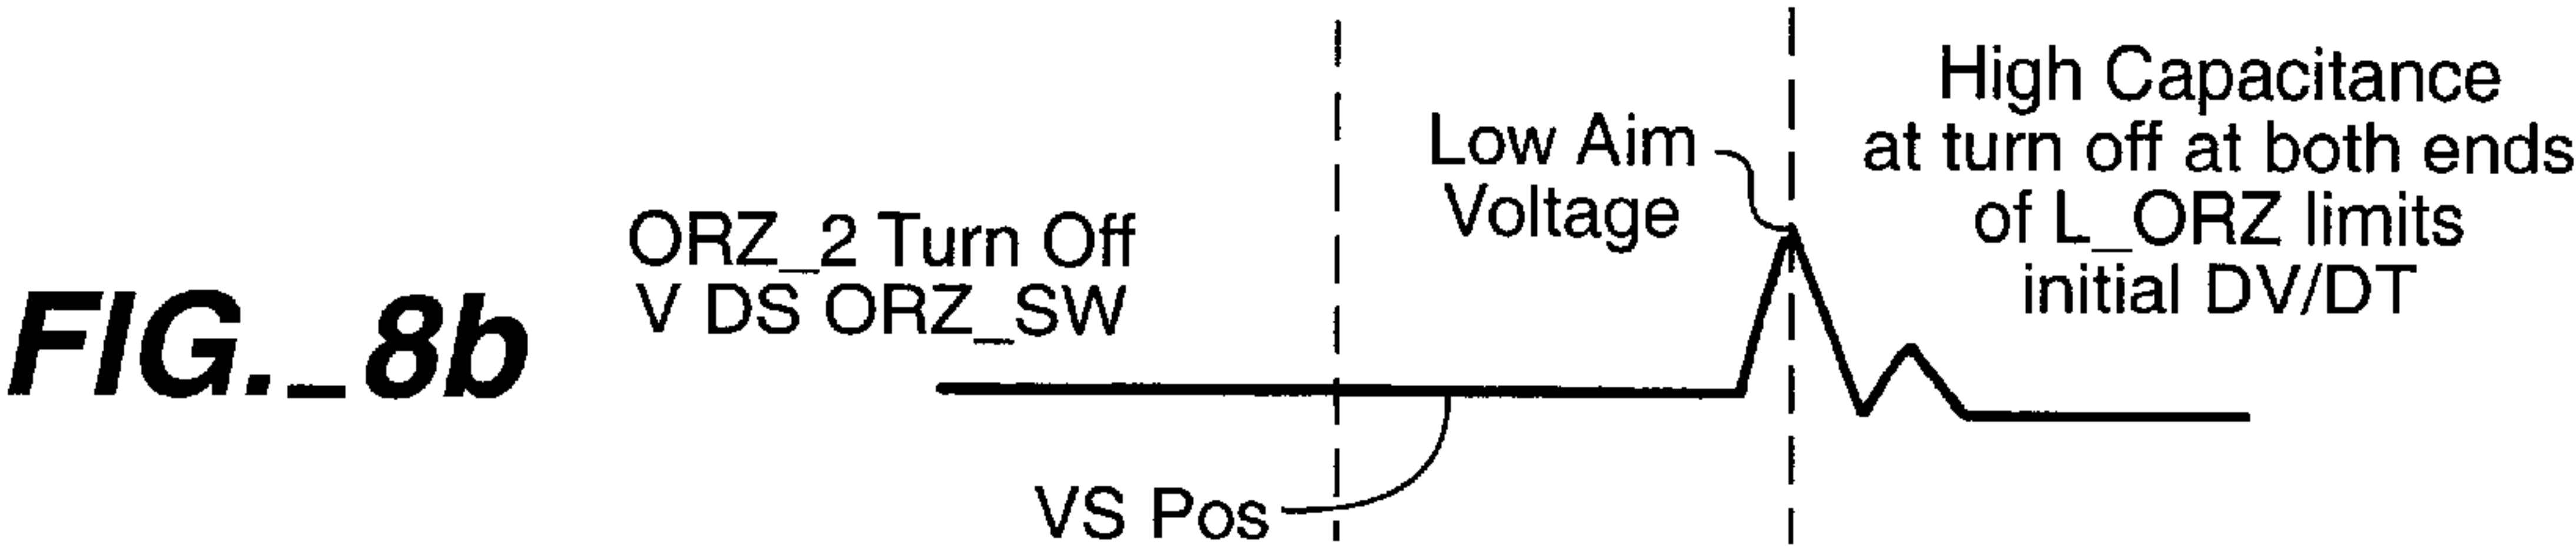 FIG._8b
ORZ_2 Turn Off
V DS ORZ_SW
VS Pos
Low Aim
Voltage
High Capacitance
at turn off at both ends
of L_ORZ limits
initial DV/DT